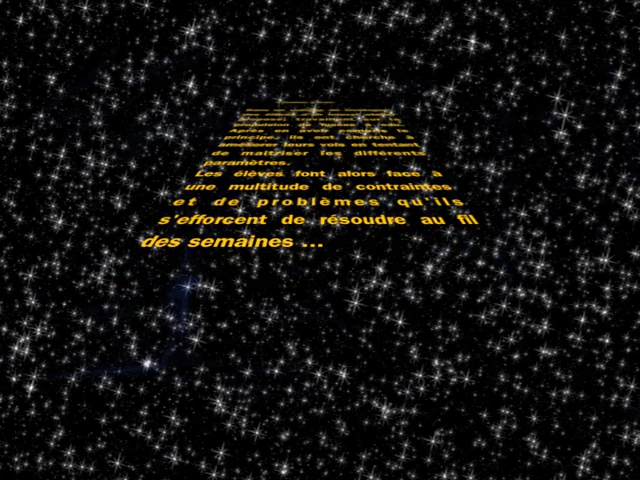 Après en avoir compris le
principe, ils ont cherché à
améliorer leurs vols en tentant
de maîtriser les différents
paramètres.
Les élèves font alors face à
une multitude de contraintes
et de problèmes qu'ils
s'efforcent de résoudre au fil
des semaines ...